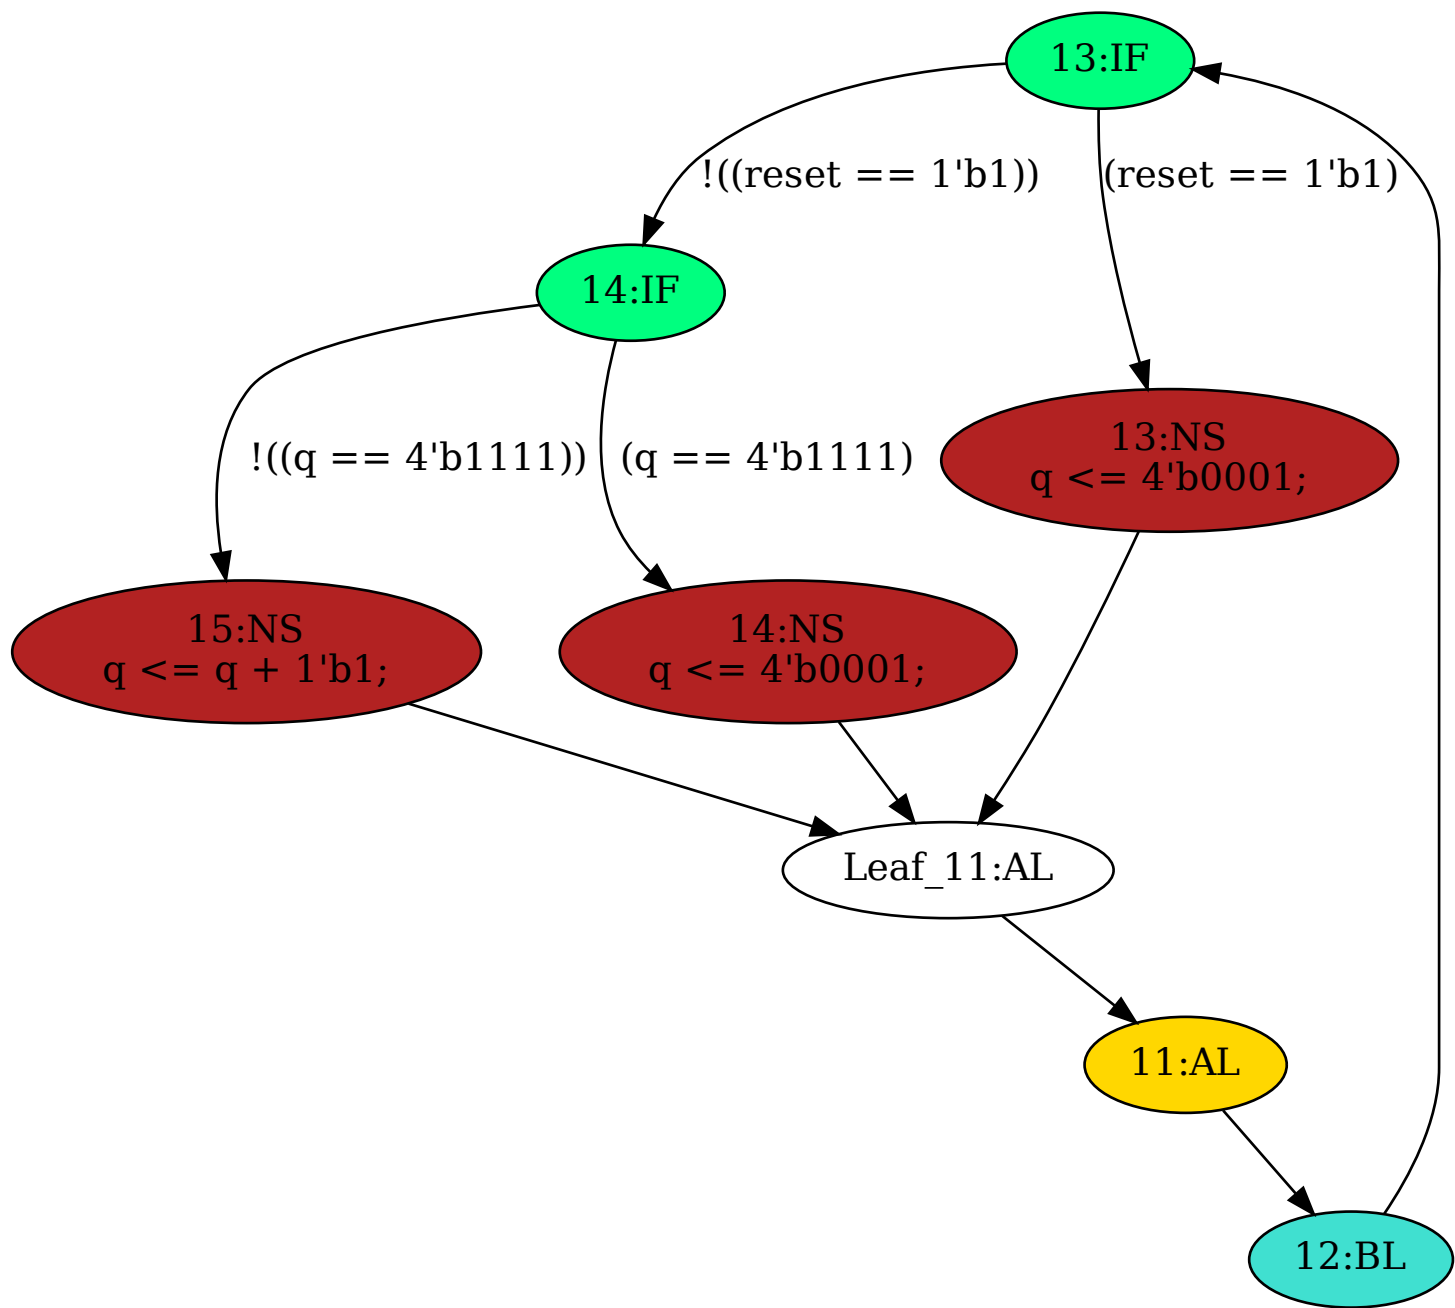 13:IF
!((reset == 1'b1))
(reset == 1'b1)
14:IF
!((q == 4'b1111))
(q == 4'b1111)
13:NS
q <= 4'b0001;
15:NS
q <= q + 1'b1;
14:NS
q <= 4'b0001;
Leaf_11:AL
11:AL
12:BL